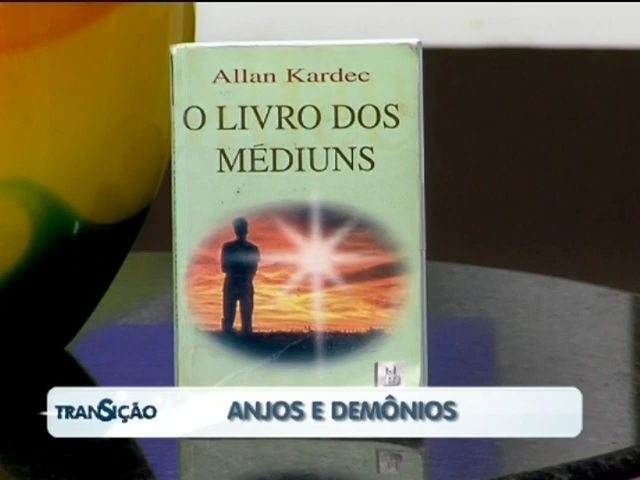 Allan Kardec
O LIVRO DOS
MÉDIUNS
TRANSIÇÃO
ANJOS E DEMÔNIOS